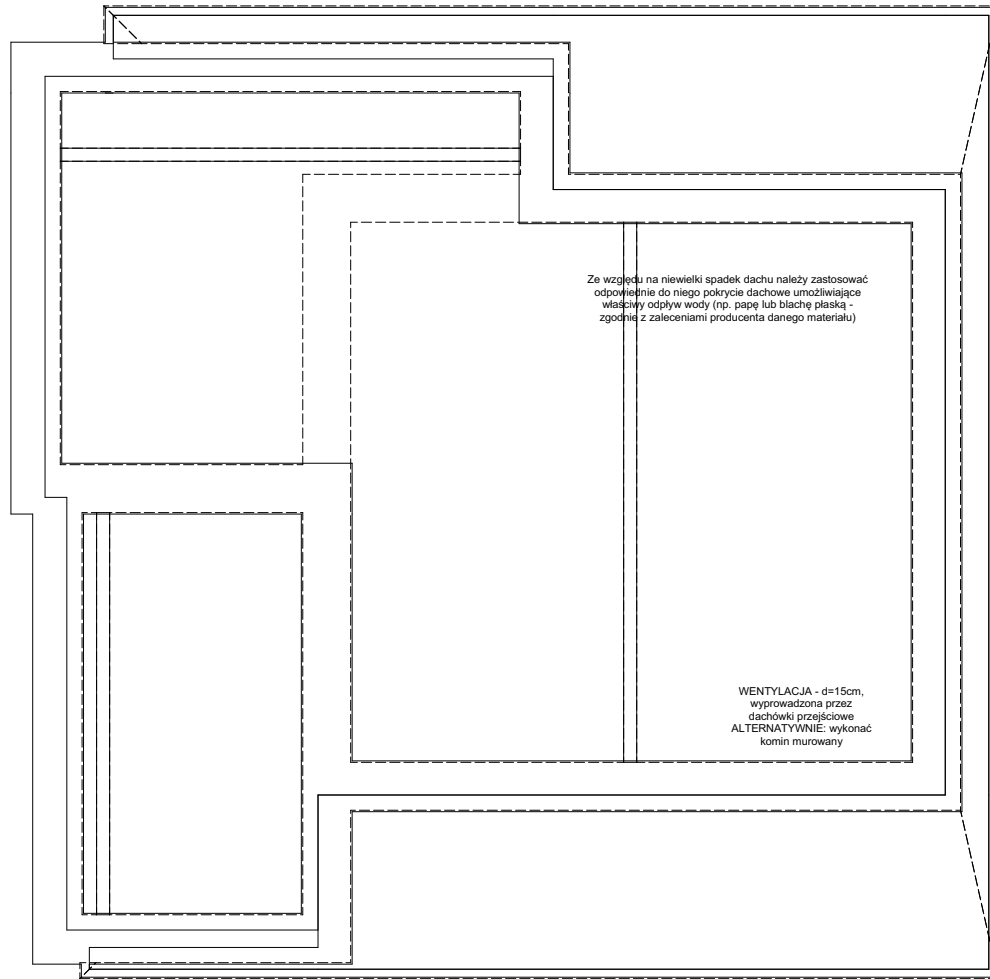 Ze względu na niewielki spadek dachu należy zastosować
odpowiednie do niego pokrycie dachowe umożliwiające
właściwy odpływ wody (np. papę lub blachę płaską -
zgodnie z zaleceniami producenta danego materiału)
WENTYLACJA - d=15cm,
wyprowadzona przez
dachówki przejściowe
ALTERNATYWNIE: wykonać
komin murowany